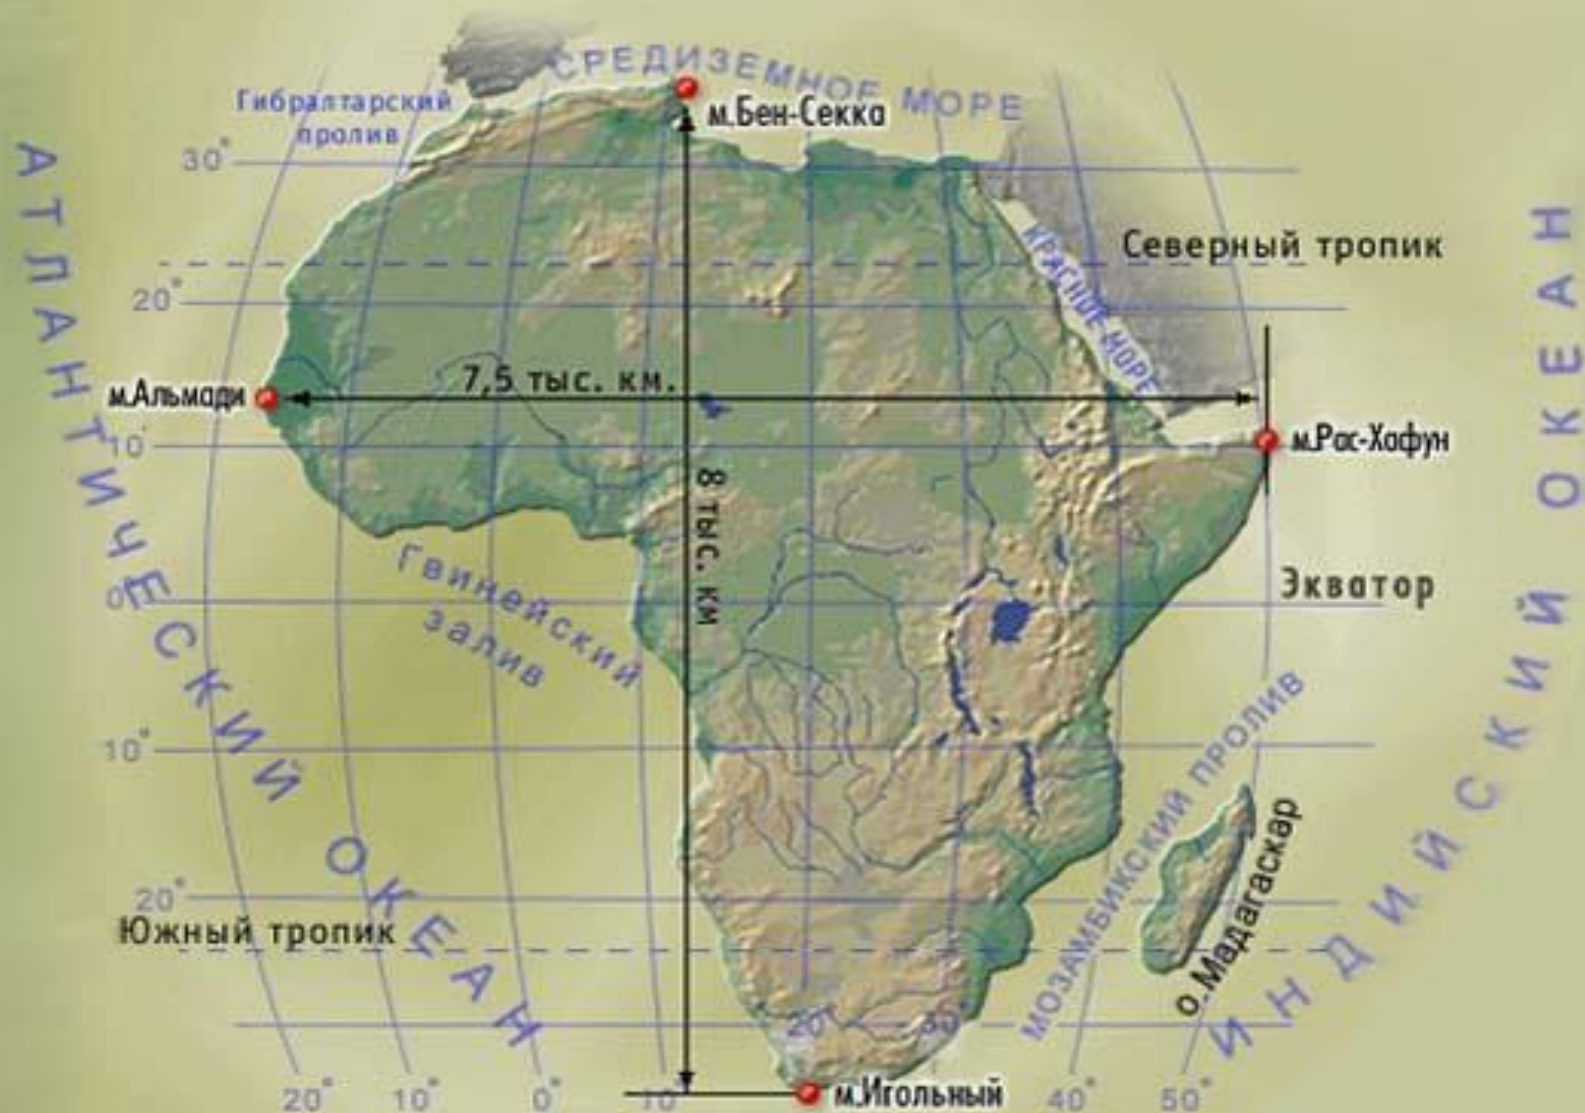 СРЕДИЗЕМНОЕ МОРЕ
Гибралтарский
пролив
м.Бен-Секка
30°
АТЛАНТИЧЕСКИЙ ОКЕАН
Северный тропик
КРАСНОЕ МОРЕ
20°
7,5 тыс. км.
м.Альмади
10°
м.Рас-Хафун
8 тыс. км
Гвинейский
залив
0°
Экватор
ИНДИЙСКИЙ ОКЕАН
10°
МОЗАМБИКСКИЙ ПРОЛИВ
о.Мадагаскар
20°
Южный тропик
20°
30°
20°
10°
0°
10°
м.Игольный
40°
50°